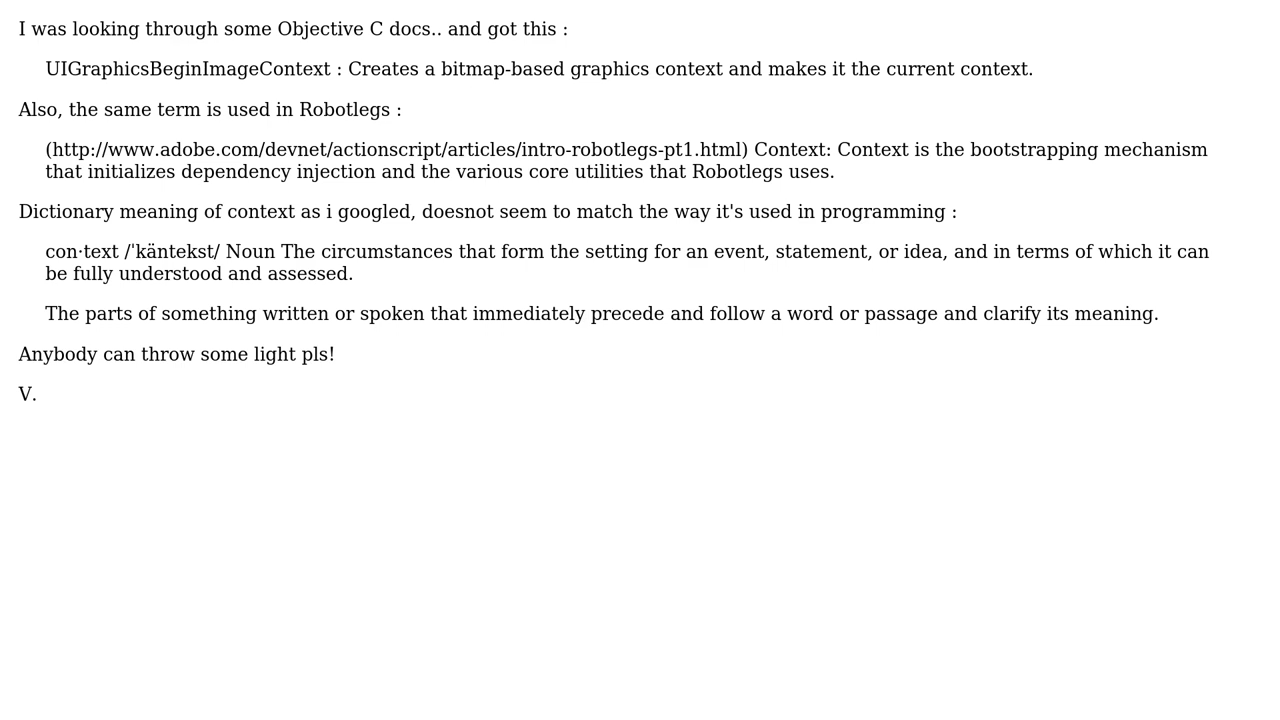 I was looking through some Objective C docs.. and got this :
UIGraphicsBeginImageContext : Creates a bitmap-based graphics context and makes it the current context.
Also, the same term is used in Robotlegs :
(http://www.adobe.com/devnet/actionscript/articles/intro-robotlegs-pt1.html) Context: Context is the bootstrapping mechanism
that initializes dependency injection and the various core utilities that Robotlegs uses.
Dictionary meaning of context as i googled, doesnot seem to match the way it's used in programming :
con·text /ˈkäntekst/ Noun The circumstances that form the setting for an event, statement, or idea, and in terms of which it can
be fully understood and assessed.
The parts of something written or spoken that immediately precede and follow a word or passage and clarify its meaning.
Anybody can throw some light pls!
V.